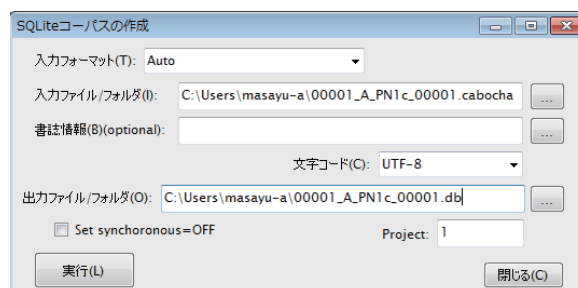 SQLiteコーパスの作成
入力フォーマット(T): Auto
入力ファイル/フォルダ(I): C:\Users\masayu-a\00001_A_PN1c_00001.cabocha ...
書誌情報(B)(optional): ...
文字コード(C): UTF-8
出力ファイル/フォルダ(O): C:\Users\masayu-a\00001_A_PN1c_00001.db ...
Set synchoronous=OFF Project: 1
実行(L) 閉じる(C)